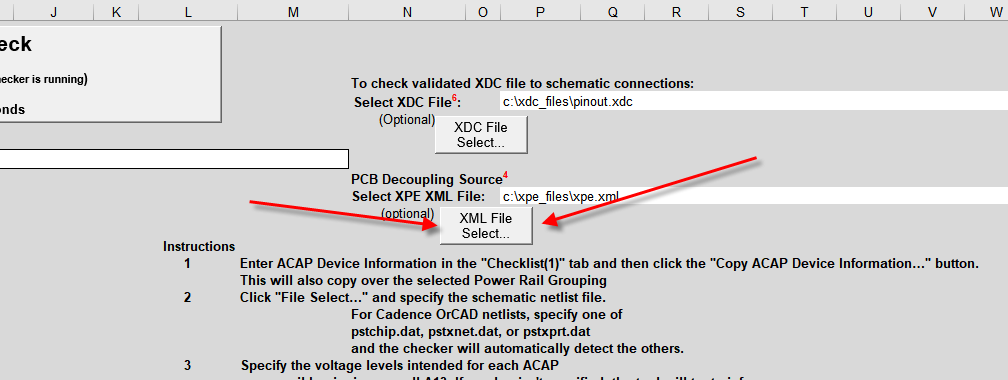 J K L M N O P Q R S T U V W
eck
ecker is running)
onds
To check validated XDC file to schematic connections:
Select XDC File6: c:\xdc_files\pinout.xdc
(Optional)
XDC File
Select...
PCB Decoupling Source4
Select XPE XML File: c:\xpe_files\xpe.xml
(optional)
XML File
Select...
Instructions
1 Enter ACAP Device Information in the "Checklist(1)" tab and then click the "Copy ACAP Device Information..." button.
This will also copy over the selected Power Rail Grouping
2 Click "File Select..." and specify the schematic netlist file.
For Cadence OrCAD netlists, specify one of
pstchip.dat, pstxnet.dat, or pstxprt.dat
and the checker will automatically detect the others.
3 Specify the voltage levels intended for each ACAP